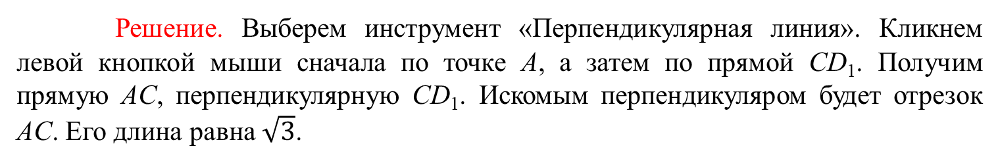 Решение. Выберем инструмент «Перпендикулярная линия». Кликнем
левой кнопкой мыши сначала по точке A, а затем по прямой CD₁. Получим
прямую AC, перпендикулярную CD₁. Искомым перпендикуляром будет отрезок
AC. Его длина равна √3.